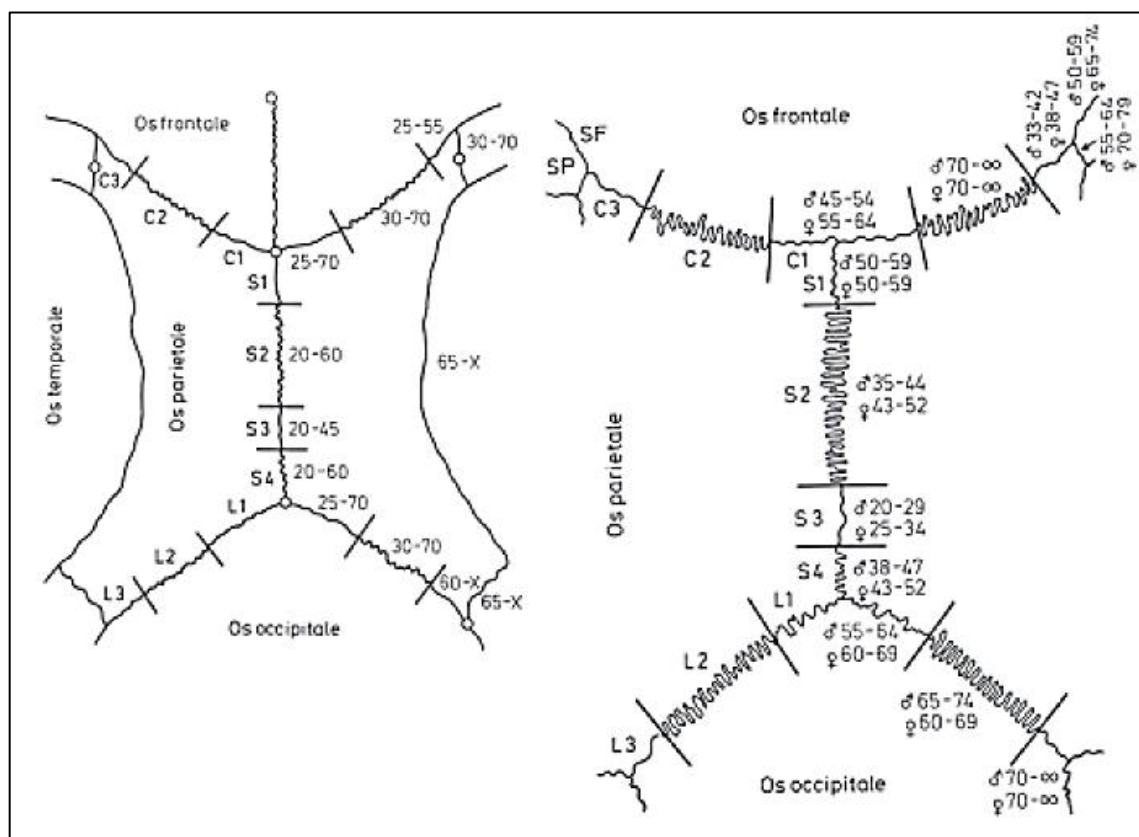 Os frontale
25-55
30-70
C3
C2
30-70
C1
25-70
S1
Os temporale
Os parietale
S2
20-60
65-X
S3
20-45
S4
20-60
L1
25-70
L2
30-70
L3
60-X
65-X
Os occipitale
Os frontale
♂50-59
♀65-74
♂33-42
♀38-47
♂55-64
♀70-79
SF
SP
♂70-∞
♀70-∞
C3
♂45-54
♀55-64
C2
C1
♂50-59
S1
♀50-59
Os parietale
S2
♂35-44
♀43-52
S3
♂20-29
♀25-34
S4
♂38-47
♀43-52
L1
♂55-64
♀60-69
L2
♂65-74
♀60-69
L3
♂70-∞
♀70-∞
Os occipitale